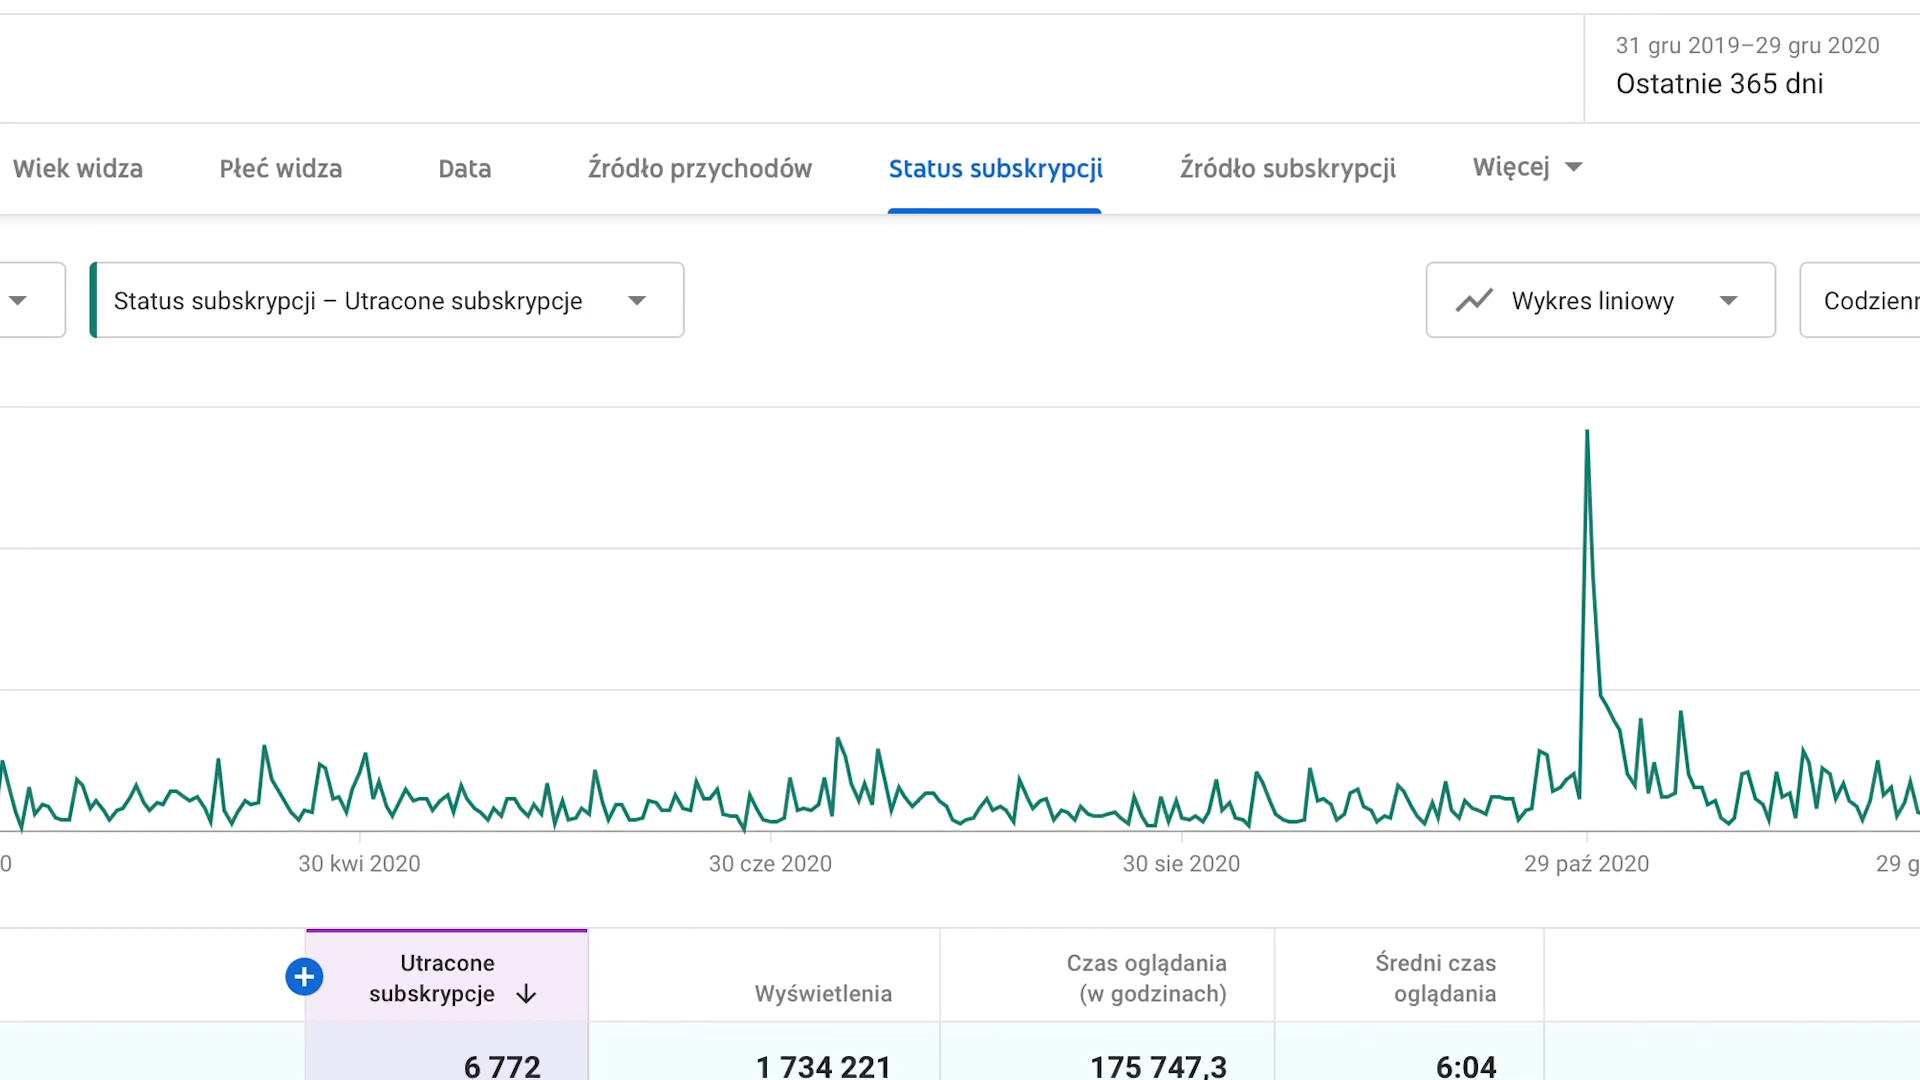 31 gru 2019–29 gru 2020
Ostatnie 365 dni
Wiek widza Płeć widza Data Źródło przychodów Status subskrypcji Źródło subskrypcji Więcej
Status subskrypcji – Utracone subskrypcje Wykres liniowy Codzienn
0 30 kwi 2020 30 cze 2020 30 sie 2020 29 paź 2020 29 g
Utracone
subskrypcje
Wyświetlenia
Czas oglądania
(w godzinach)
Średni czas
oglądania
6 772 1 734 221 175 747,3 6:04